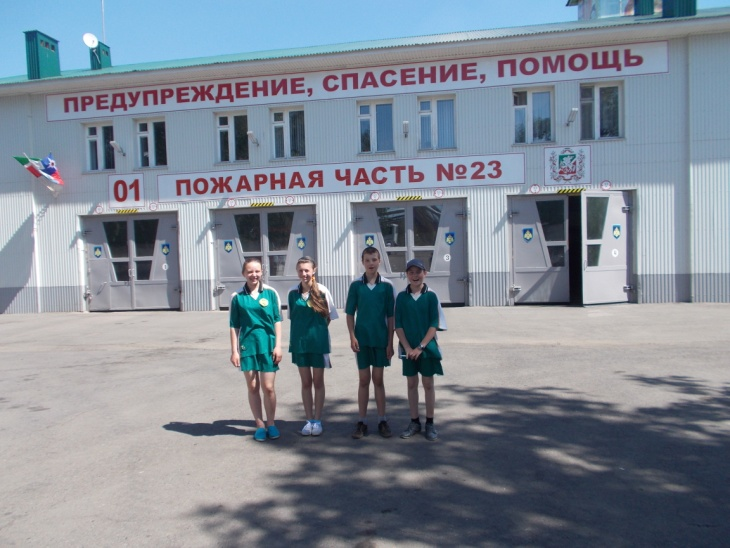 ПРЕДУПРЕЖДЕНИЕ, СПАСЕНИЕ, ПОМОЩЬ
01
ПОЖАРНАЯ ЧАСТЬ №23